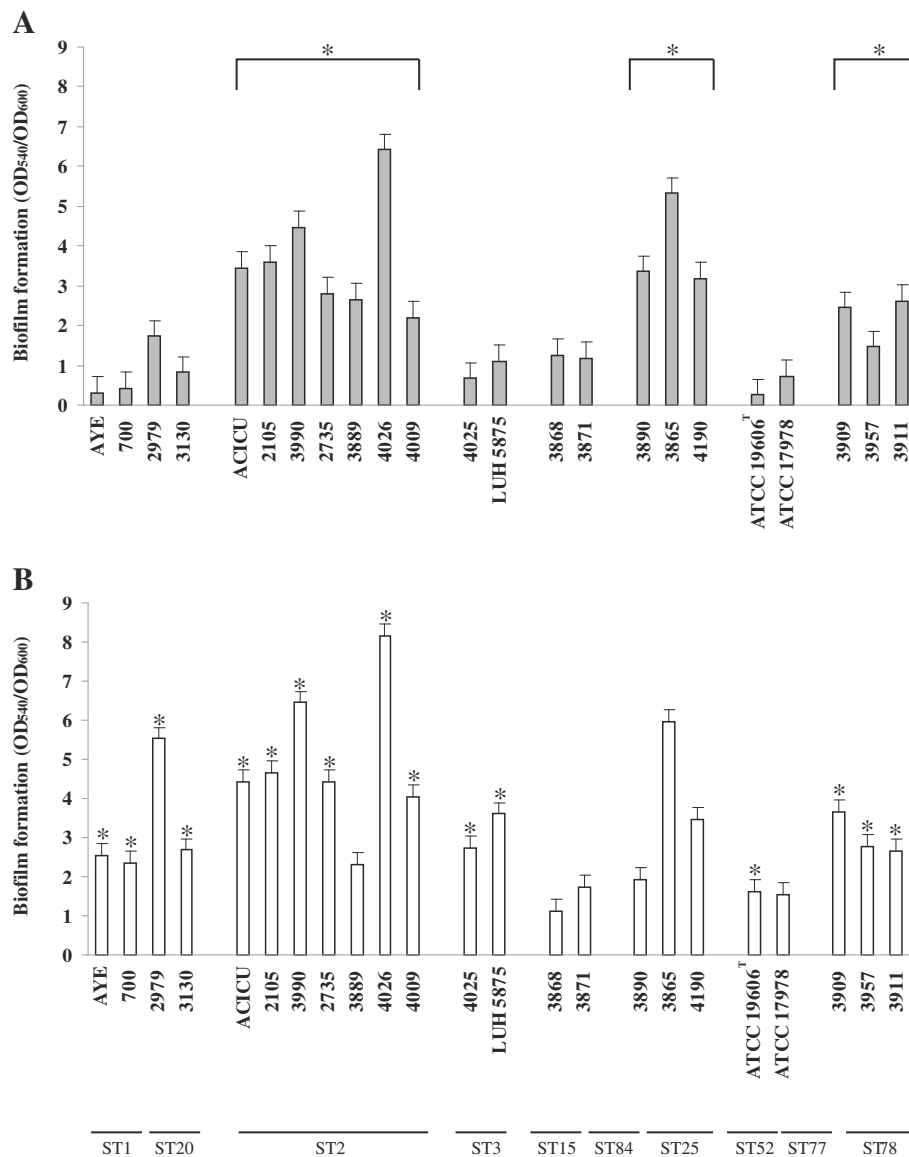 A
Biofilm formation (OD540/OD600)
9
8
7
6
5
4
3
2
1
0
* * *
AYE 700 2979 3130 ACICU 2105 3990 2735 3889 4026 4009 4025 LUH 5875 3868 3871 3890 3865 4190 ATCC 19606T ATCC 17978 3909 3957 3911
B
Biofilm formation (OD540/OD600)
9
8
7
6
5
4
3
2
1
0
* * * * * * * * * * * * * * * *
AYE 700 2979 3130 ACICU 2105 3990 2735 3889 4026 4009 4025 LUH 5875 3868 3871 3890 3865 4190 ATCC 19606T ATCC 17978 3909 3957 3911
ST1 ST20 ST2 ST3 ST15 ST84 ST25 ST52 ST77 ST78